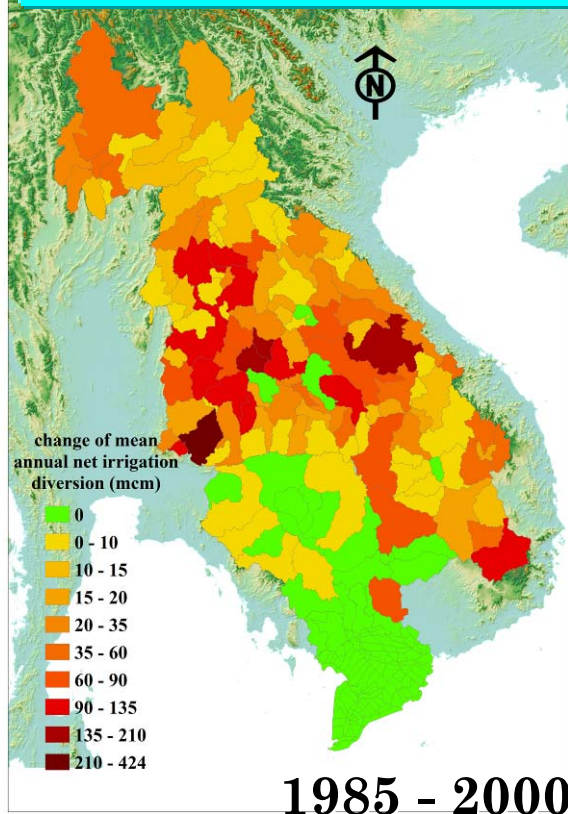 N
change of mean
annual net irrigation
diversion (mcm)
0
0 - 10
10 - 15
15 - 20
20 - 35
35 - 60
60 - 90
90 - 135
135 - 210
210 - 424
1985 - 2000